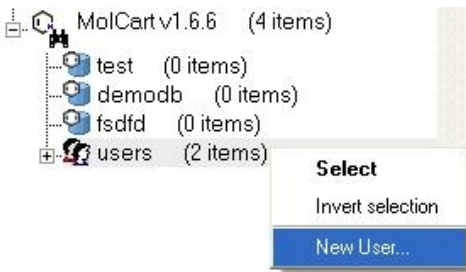 MolCart v1.6.6 (4 items)
test (0 items)
demodb (0 items)
fsdfd (0 items)
users (2 items)
Select
Invert selection
New User...